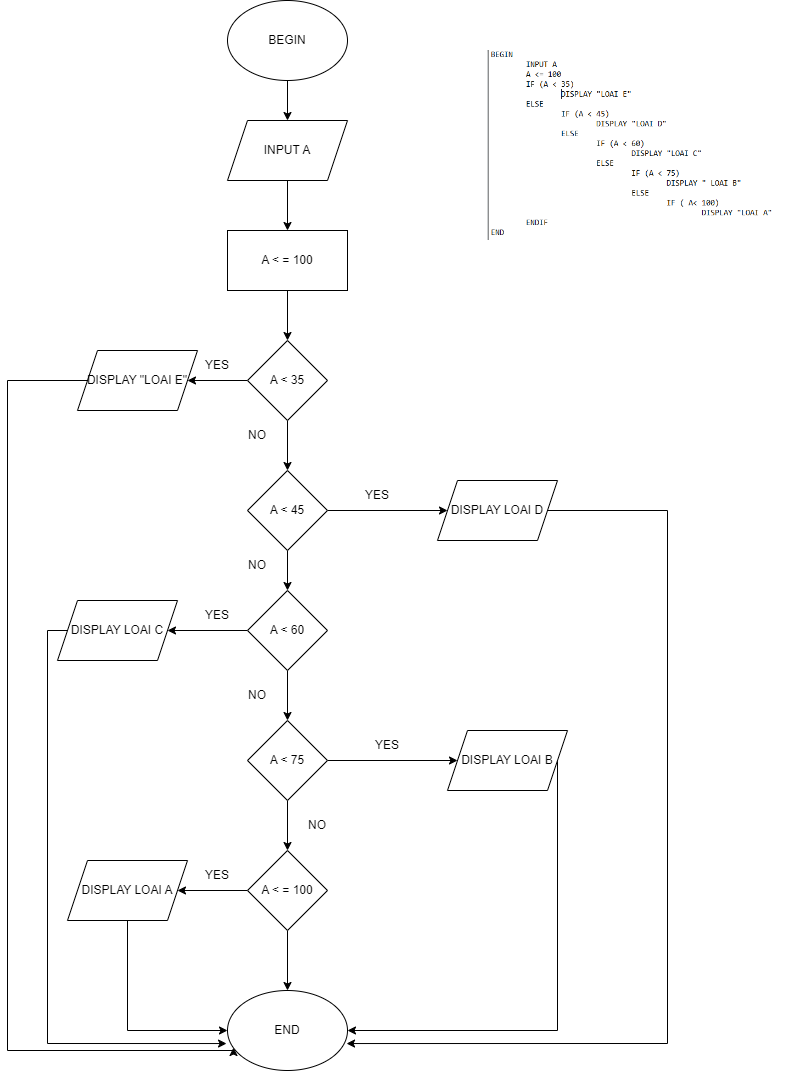 BEGIN
INPUT A
A < = 100
A < 35
YES
DISPLAY "LOAI E"
NO
A < 45
YES
DISPLAY LOAI D
NO
A < 60
YES
DISPLAY LOAI C
NO
A < 75
YES
DISPLAY LOAI B
NO
A < = 100
YES
DISPLAY LOAI A
END
BEGIN
INPUT A
A <= 100
IF (A < 35)
DISPLAY "LOAI E"
ELSE
IF (A < 45)
DISPLAY "LOAI D"
ELSE
IF (A < 60)
DISPLAY "LOAI C"
ELSE
IF (A < 75)
DISPLAY " LOAI B"
ELSE
IF ( A< 100)
DISPLAY "LOAI A"
ENDIF
END